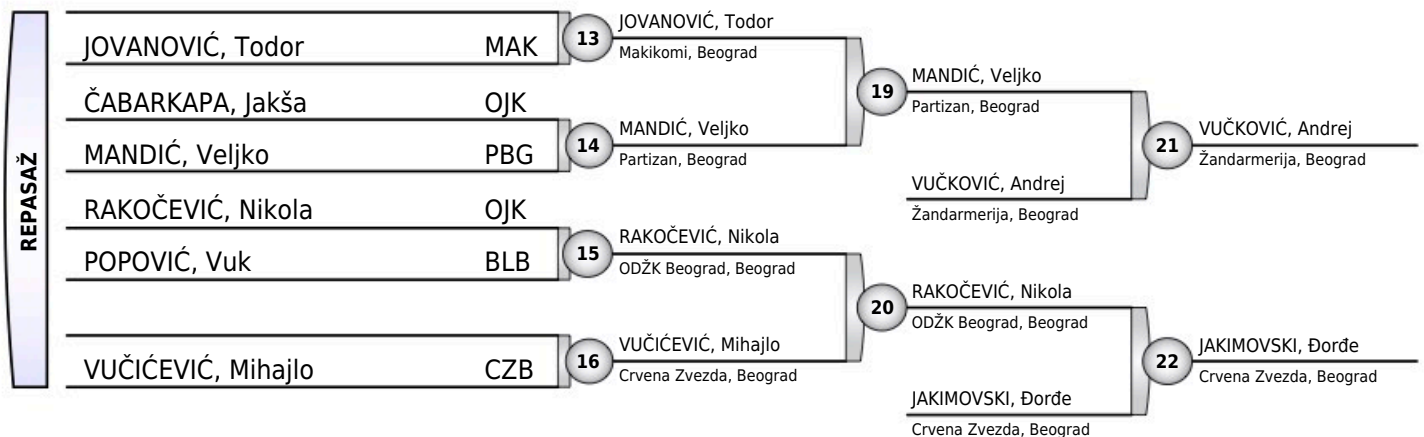 REPASAŽ
JOVANOVIĆ, Todor MAK
ČABARKAPA, Jakša OJK
MANDIĆ, Veljko PBG
RAKOČEVIĆ, Nikola OJK
POPOVIĆ, Vuk BLB
VUČIĆEVIĆ, Mihajlo CZB
13
JOVANOVIĆ, Todor
Makikomi, Beograd
14
MANDIĆ, Veljko
Partizan, Beograd
15
RAKOČEVIĆ, Nikola
ODŽK Beograd, Beograd
16
VUČIĆEVIĆ, Mihajlo
Crvena Zvezda, Beograd
19
MANDIĆ, Veljko
Partizan, Beograd
VUČKOVIĆ, Andrej
Žandarmerija, Beograd
20
RAKOČEVIĆ, Nikola
ODŽK Beograd, Beograd
JAKIMOVSKI, Đorđe
Crvena Zvezda, Beograd
21
VUČKOVIĆ, Andrej
Žandarmerija, Beograd
22
JAKIMOVSKI, Đorđe
Crvena Zvezda, Beograd